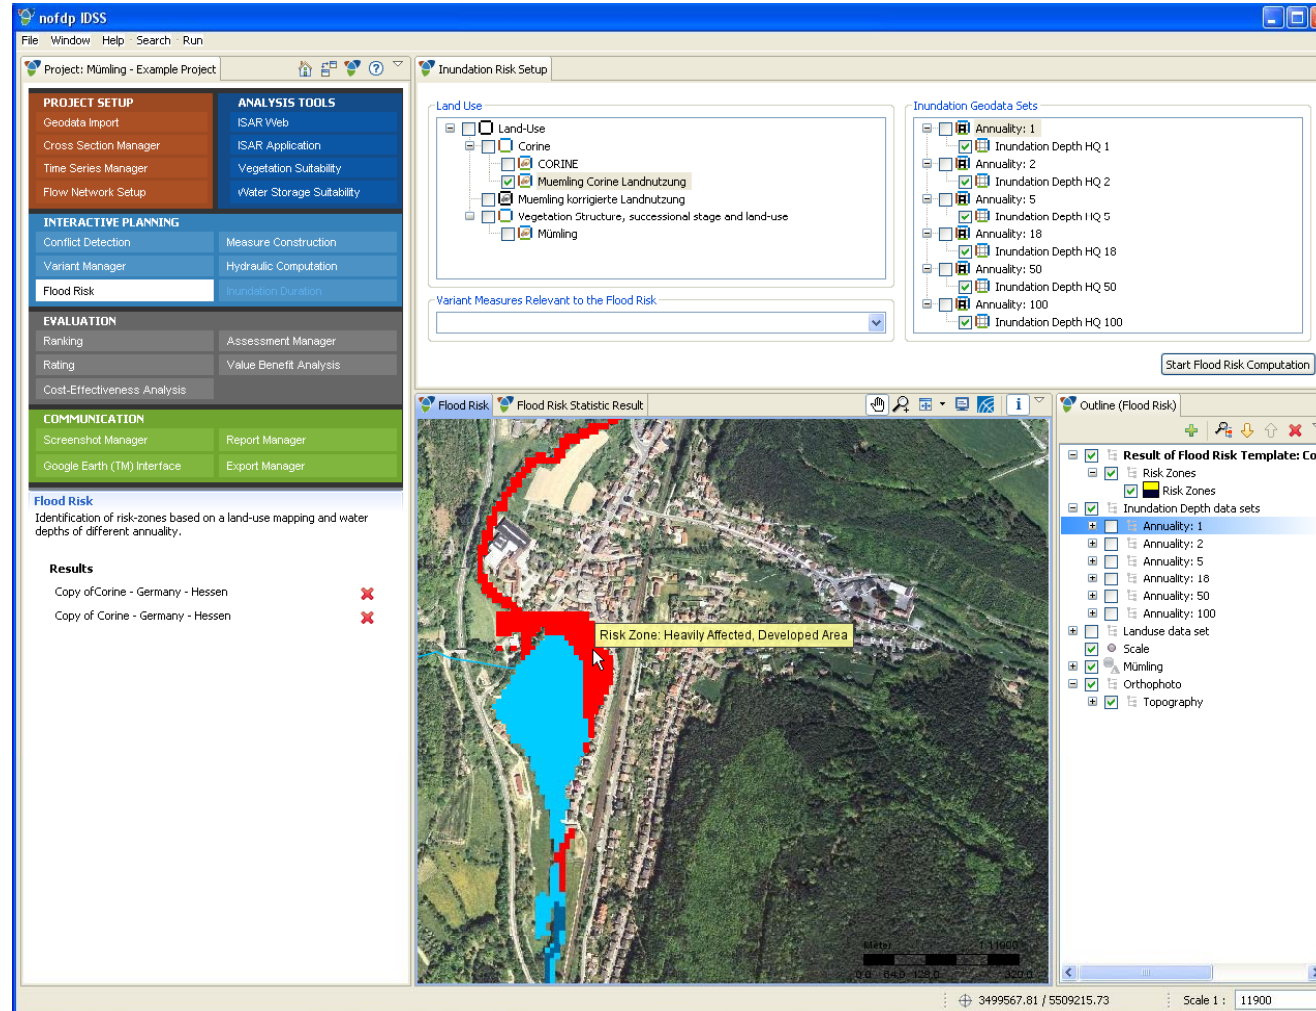 nofdp IDSS
File Window Help Search Run
Project: Mümling - Example Project
PROJECT SETUP
Geodata Import
Cross Section Manager
Time Series Manager
Flow Network Setup
ANALYSIS TOOLS
ISAR Web
ISAR Application
Vegetation Suitability
Water Storage Suitability
INTERACTIVE PLANNING
Conflict Detection
Measure Construction
Variant Manager
Hydraulic Computation
Flood Risk
Inundation Duration
EVALUATION
Ranking
Assessment Manager
Rating
Value Benefit Analysis
Cost-Effectiveness Analysis
COMMUNICATION
Screenshot Manager
Report Manager
Google Earth (TM) Interface
Export Manager
Flood Risk
Identification of risk-zones based on a land-use mapping and water
depths of different annuality.
Results
Copy ofCorine - Germany - Hessen
Copy of Corine - Germany - Hessen
Inundation Risk Setup
Land Use
Land-Use
Corine
CORINE
Muemling Corine Landnutzung
Muemling korrigierte Landnutzung
Vegetation Structure, successional stage and land-use
Mümling
Variant Measures Relevant to the Flood Risk
Inundation Geodata Sets
Annuality: 1
Inundation Depth HQ 1
Annuality: 2
Inundation Depth HQ 2
Annuality: 5
Inundation Depth HQ 5
Annuality: 18
Inundation Depth HQ 18
Annuality: 50
Inundation Depth HQ 50
Annuality: 100
Inundation Depth HQ 100
Start Flood Risk Computation
Flood Risk
Flood Risk Statistic Result
Risk Zone: Heavily Affected, Developed Area
Meter 1:11900
0.0 64.0 128.0 320.0
Outline (Flood Risk)
Result of Flood Risk Template: Co
Risk Zones
Risk Zones
Inundation Depth data sets
Annuality: 1
Annuality: 2
Annuality: 5
Annuality: 18
Annuality: 50
Annuality: 100
Landuse data set
Scale
Mümling
Orthophoto
Topography
3499567.81 / 5509215.73
Scale 1 : 11900